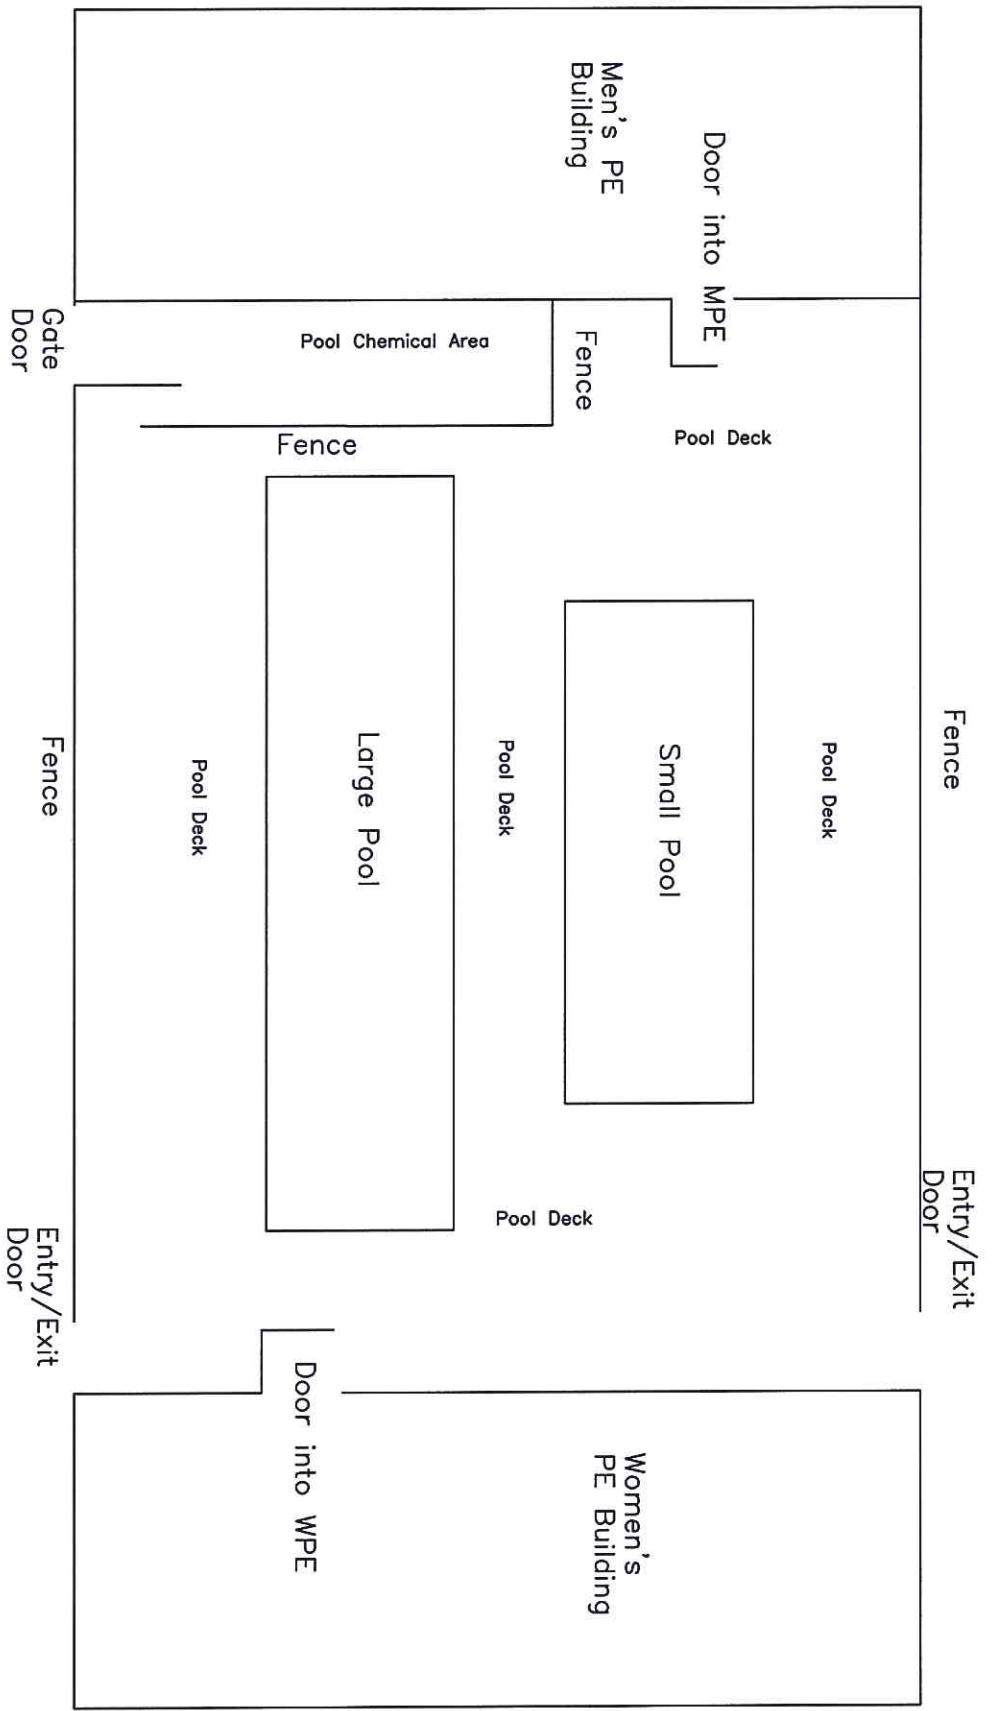 Men's PE
Building
Door into MPE
Gate
Door
Pool Chemical Area
Fence
Fence
Pool Deck
Fence
Pool Deck
Small Pool
Pool Deck
Large Pool
Pool Deck
Fence
Pool Deck
Entry/Exit
Door
Entry/Exit
Door
Door into WPE
Women's
PE Building